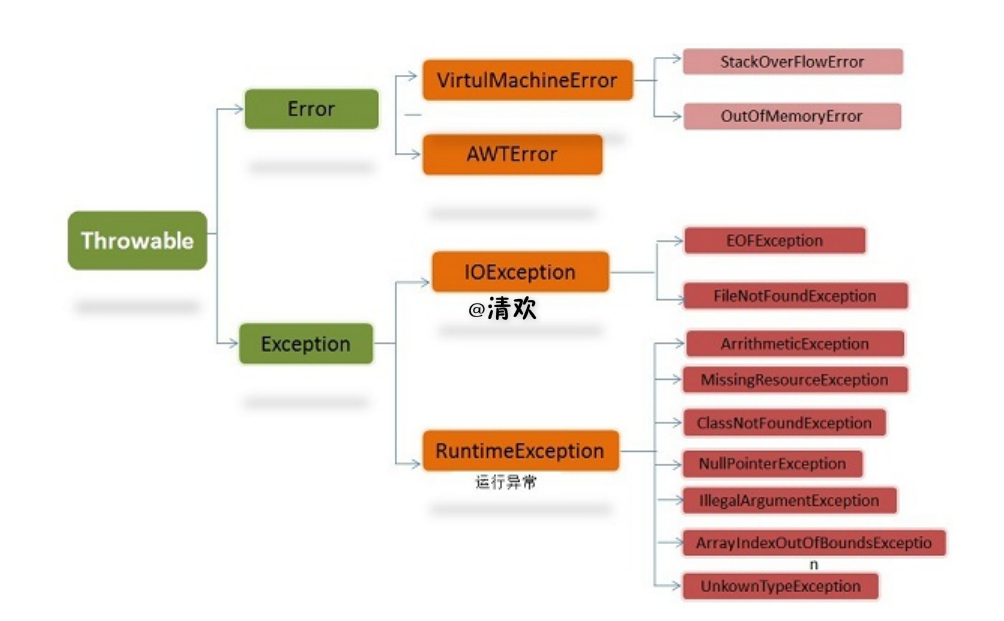 Throwable
Error
VirtulMachineError
StackOverFlowError
OutOfMemoryError
AWTError
Exception
IOException
@清欢
EOFException
FileNotFoundException
RuntimeException
运行异常
ArrithmeticException
MissingResourceException
ClassNotFoundException
NullPointerException
IllegalArgumentException
ArrayIndexOutOfBoundsExceptio
n
UnkownTypeException